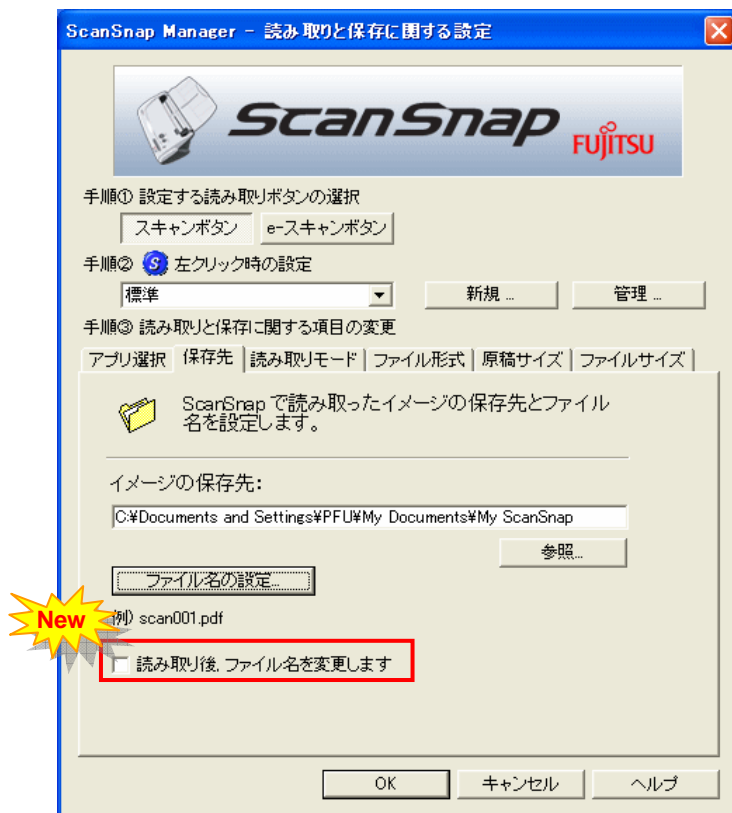 ScanSnap Manager - 読み取りと保存に関する設定
ScanSnap
FUJITSU
手順① 設定する読み取りボタンの選択
スキャンボタン e-スキャンボタン
手順② S 左クリック時の設定
標準 新規 ... 管理 ...
手順③ 読み取りと保存に関する項目の変更
アプリ選択 保存先 読み取りモード ファイル形式 原稿サイズ ファイルサイズ
ScanSnap で読み取ったイメージの保存先とファイル
名を設定します。
イメージの保存先:
C:¥Documents and Settings¥PFU¥My Documents¥My ScanSnap
参照...
ファイル名の設定...
New 例) scan001.pdf
読み取り後、ファイル名を変更します
OK キャンセル ヘルプ